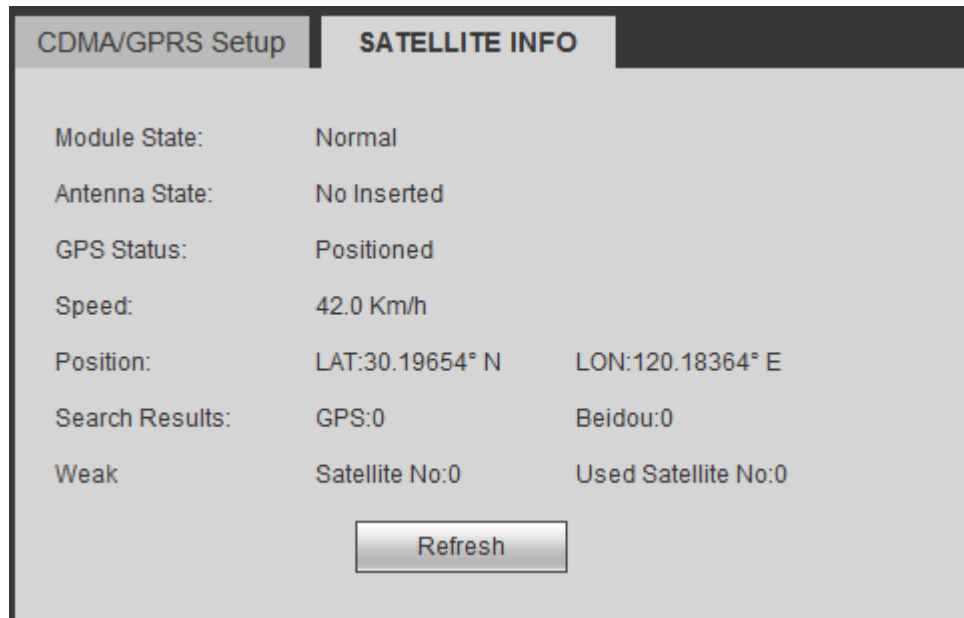 CDMA/GPRS Setup SATELLITE INFO
Module State: Normal
Antenna State: No Inserted
GPS Status: Positioned
Speed: 42.0 Km/h
Position: LAT:30.19654° N LON:120.18364° E
Search Results: GPS:0 Beidou:0
Weak Satellite No:0 Used Satellite No:0
Refresh